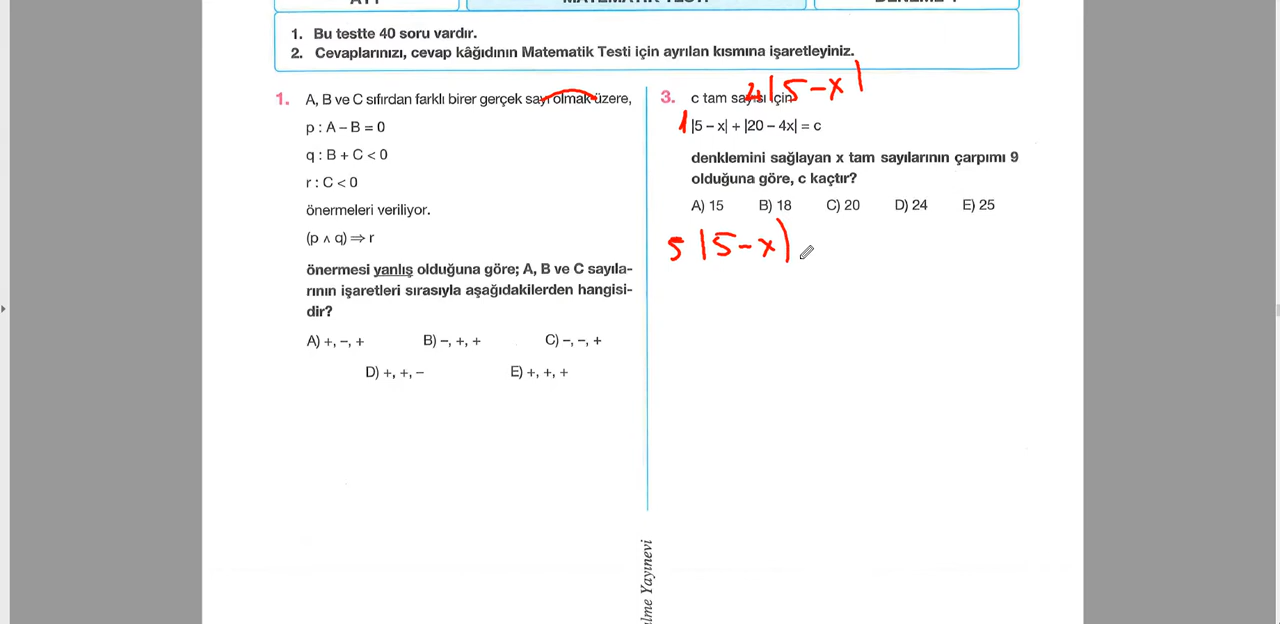 1. Bu testte 40 soru vardır.
2. Cevaplarınızı, cevap kâğıdının Matematik Testi için ayrılan kısmına işaretleyiniz.
1. A, B ve C sıfırdan farklı birer gerçek sayı olmak üzere,
p : A – B = 0
q : B + C < 0
r : C < 0
önermeleri veriliyor.
(p ∧ q) ⇒ r
önermesi yanlış olduğuna göre; A, B ve C sayıla-
rının işaretleri sırasıyla aşağıdakilerden hangisi-
dir?
A) +, –, + B) –, +, + C) –, –, +
D) +, +, – E) +, +, +
4|5-x|
3. c tam sayısı için
1 |5 – x| + |20 – 4x| = c
denklemini sağlayan x tam sayılarının çarpımı 9
olduğuna göre, c kaçtır?
A) 15 B) 18 C) 20 D) 24 E) 25
5|5-x|
Yayınevi